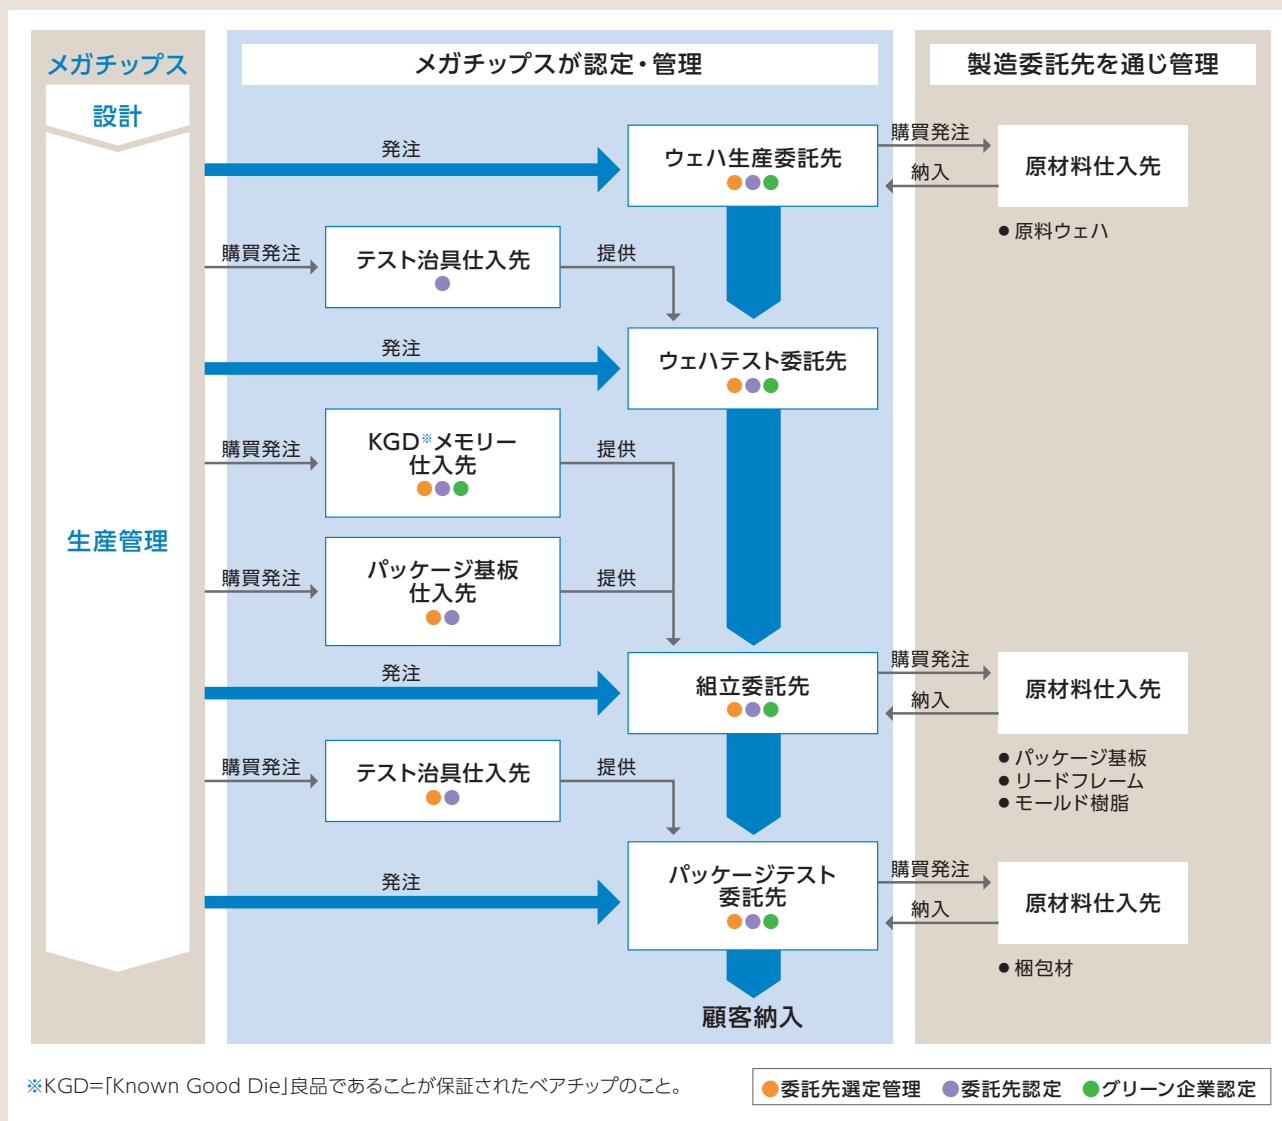 メガチップス
設計
生産管理
メガチップスが認定・管理
製造委託先を通じ管理
発注
ウェハ生産委託先
購買発注
納入
原材料仕入先
● 原料ウェハ
購買発注
テスト治具仕入先
提供
発注
ウェハテスト委託先
購買発注
KGD※メモリー
仕入先
提供
購買発注
パッケージ基板
仕入先
提供
発注
組立委託先
購買発注
納入
原材料仕入先
● パッケージ基板
● リードフレーム
● モールド樹脂
購買発注
テスト治具仕入先
提供
発注
パッケージテスト
委託先
購買発注
納入
原材料仕入先
● 梱包材
顧客納入
※KGD=「Known Good Die」良品であることが保証されたベアチップのこと。
●委託先選定管理 ●委託先認定 ●グリーン企業認定